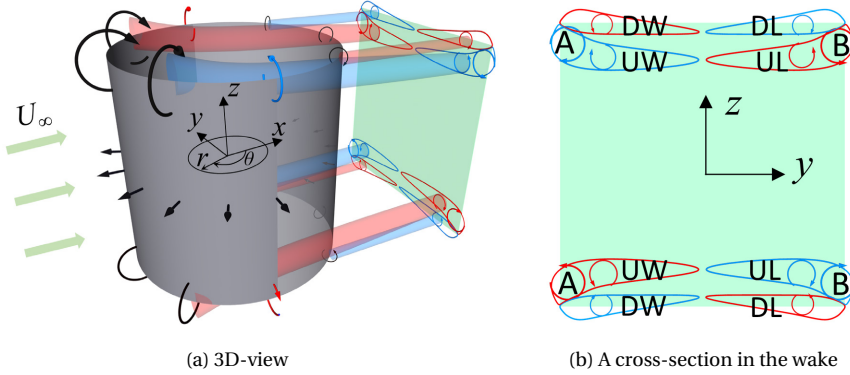 U∞
z
y
x
r
θ
(a) 3D-view
DW DL
A B
UW UL
z
y
UW UL
A B
DW DL
(b) A cross-section in the wake